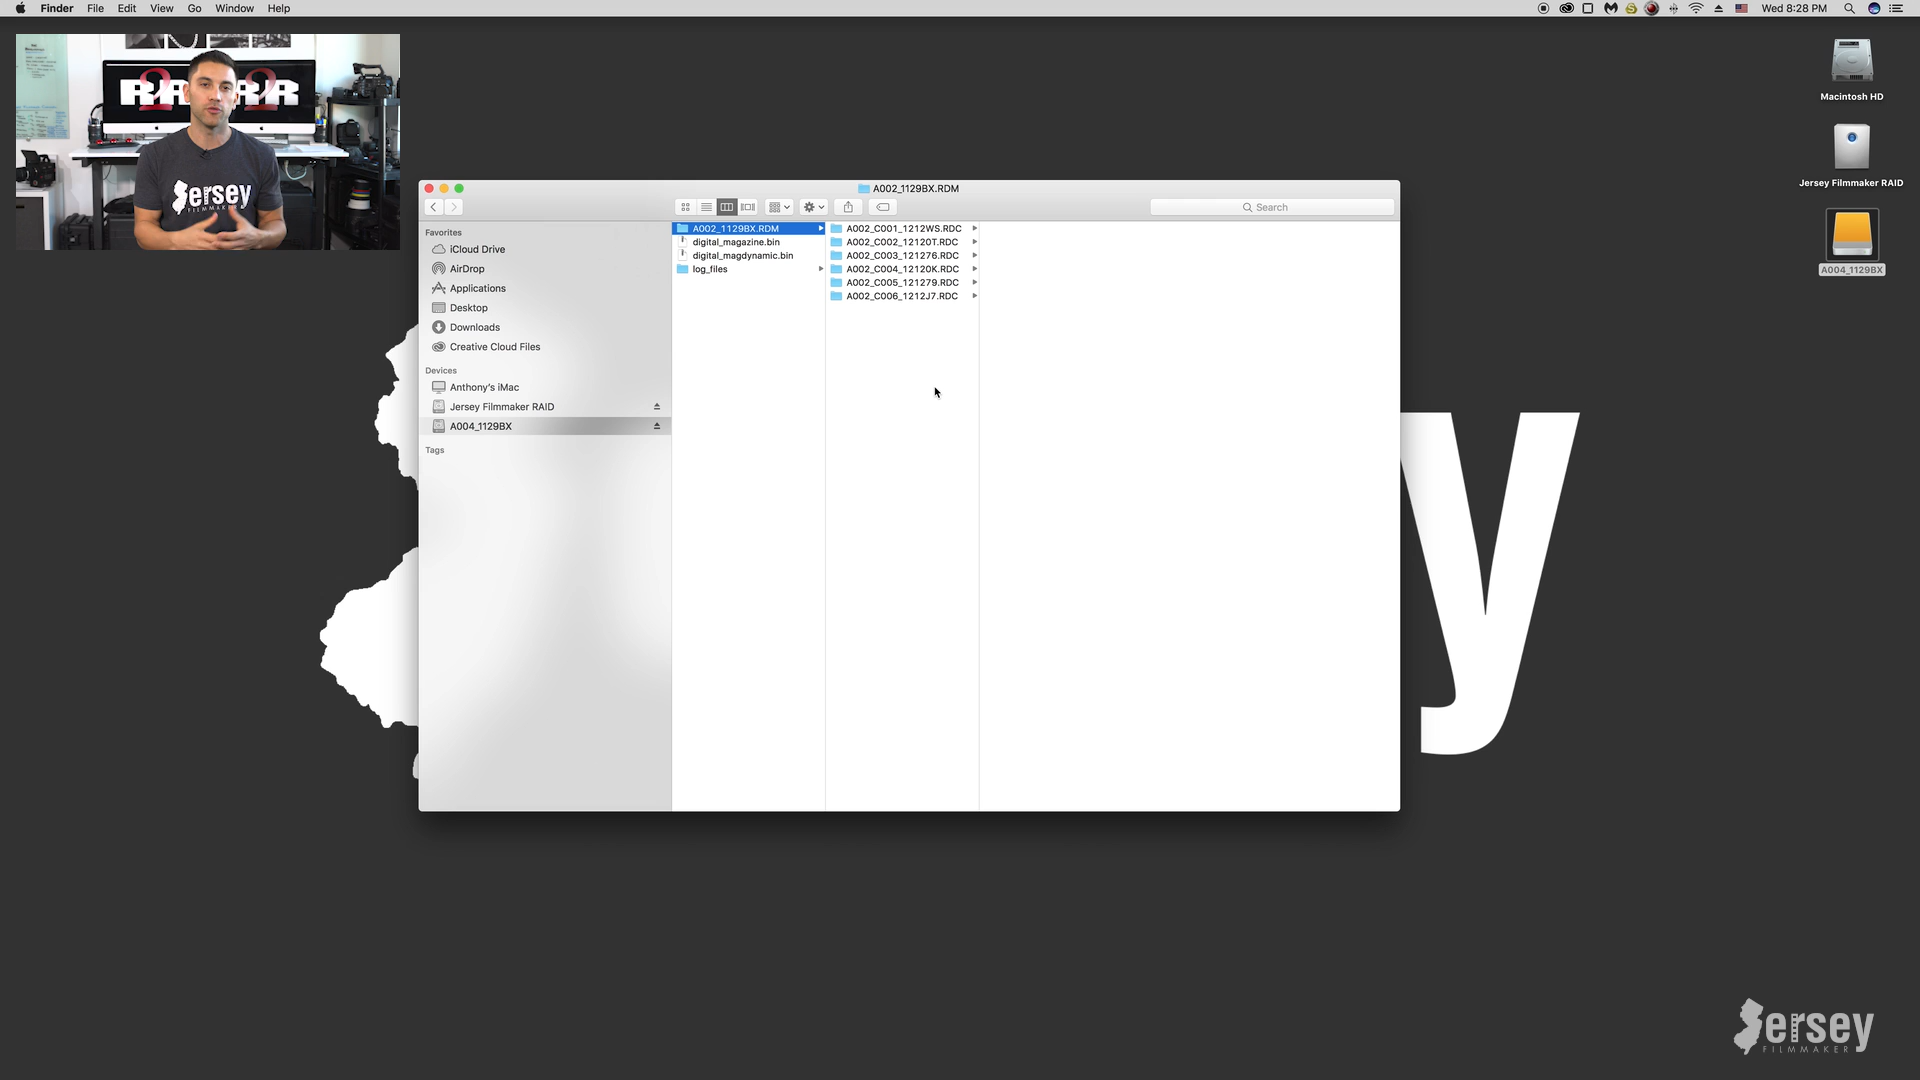 Finder File Edit View Go Window Help
Wed 8:28 PM
Jersey
FILMMAKER
Macintosh HD
Jersey Filmmaker RAID
A004_1129BX
A002_1129BX.RDM
Search
Favorites
iCloud Drive
AirDrop
Applications
Desktop
Downloads
Creative Cloud Files
Devices
Anthony's iMac
Jersey Filmmaker RAID
A004_1129BX
Tags
A002_1129BX.RDM
digital_magazine.bin
digital_magdynamic.bin
log_files
A002_C001_1212WS.RDC
A002_C002_12120T.RDC
A002_C003_121276.RDC
A002_C004_12120K.RDC
A002_C005_121279.RDC
A002_C006_1212J7.RDC
y
Jersey
FILMMAKER